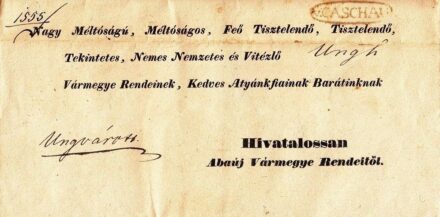 1555/
CASCHAU
Nagy Méltóságú, Méltóságos, Feő Tisztelendő, Tisztelendő,
Tekintetes, Nemes Nemzetes és Vitézlő Ungh
Vármegye Rendeinek, Kedves Atyánkfiainak Barátinknak
Ungvárott.
Hivatalossan
Abaúj Vármegye Rendeitől.